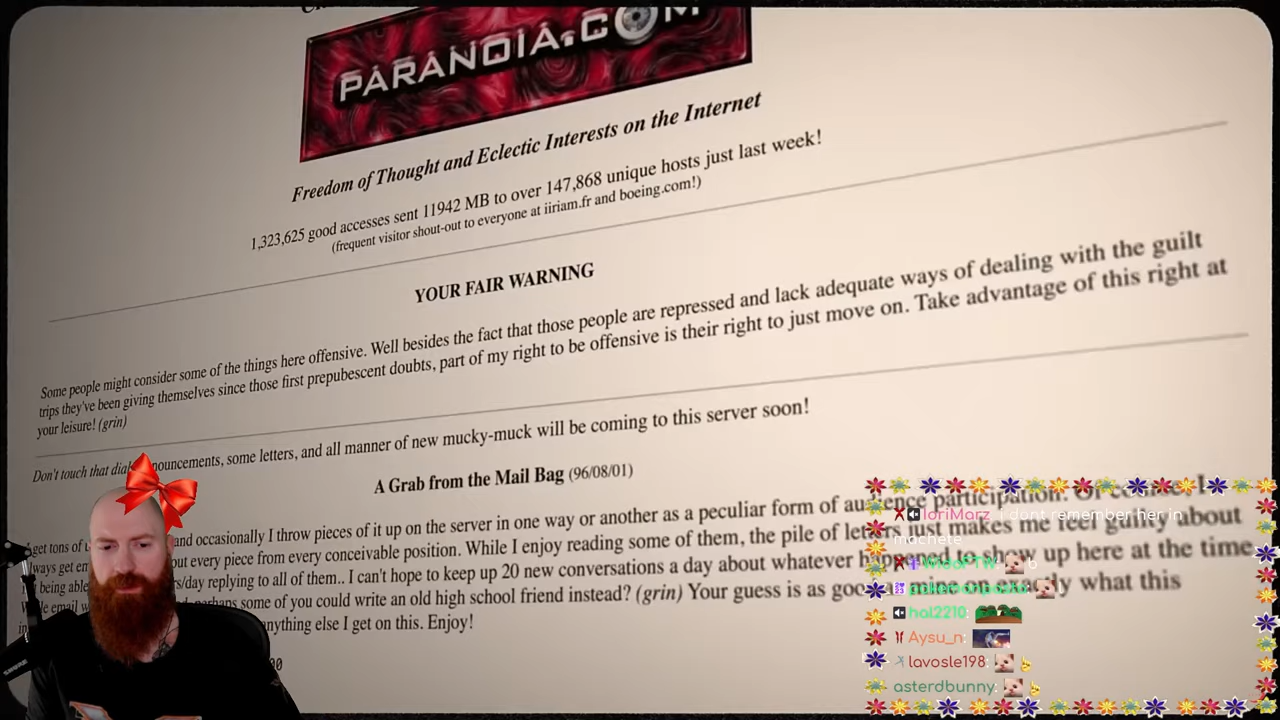 PARANOIA.COM
Freedom of Thought and Eclectic Interests on the Internet
1,323,625 good accesses sent 11942 MB to over 147,868 unique hosts just last week!
(frequent visitor shout-out to everyone at iiriam.fr and boeing.com!)
YOUR FAIR WARNING
Some people might consider some of the things here offensive. Well besides the fact that those people are repressed and lack adequate ways of dealing with the guilt
trips they've been giving themselves since those first prepubescent doubts, part of my right to be offensive is their right to just move on. Take advantage of this right at
your leisure! (grin)
Don't touch that dial nouncements, some letters, and all manner of new mucky-muck will be coming to this server soon!
A Grab from the Mail Bag (96/08/01)
get tons of and occasionally I throw pieces of it up on the server in one way or another as a peculiar form of audience participation. Of course I
always get en out every piece from every conceivable position. While I enjoy reading some of them, the pile of letters just makes me feel guilty about
being able rs/day replying to all of them.. I can't hope to keep up 20 new conversations a day about whatever happened to show up here at the time
email w perhaps some of you could write an old high school friend instead? (grin) Your guess is as good as mine on exactly what this
anything else I get on this. Enjoy!
loriMarz i dont remember her in
machete
hal2210:
Aysu_n:
lavosle198:
asterdbunny: